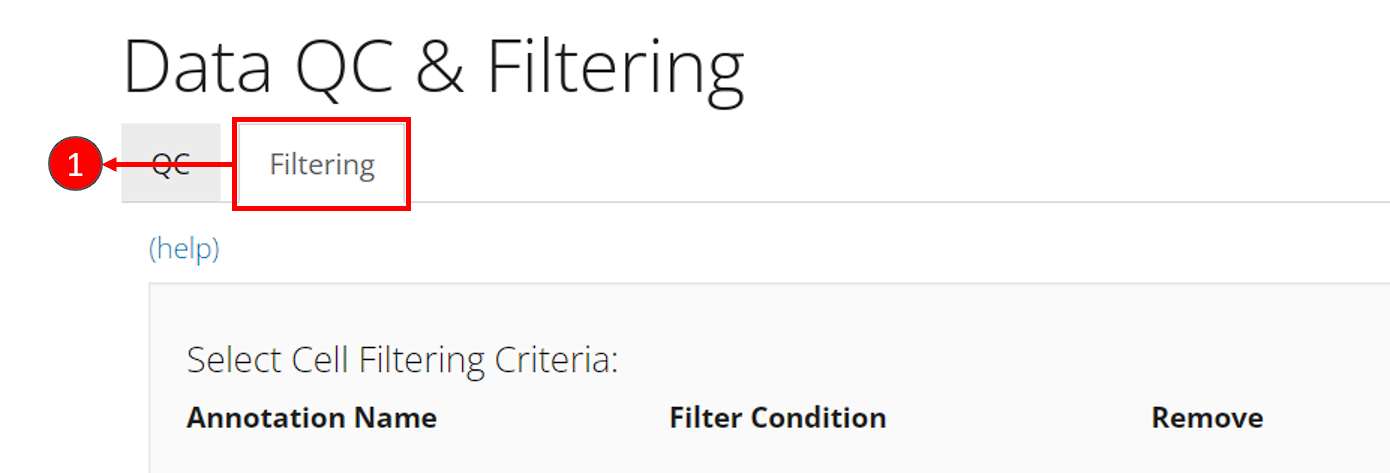 Data QC & Filtering
1 QC Filtering
(help)
Select Cell Filtering Criteria:
Annotation Name Filter Condition Remove